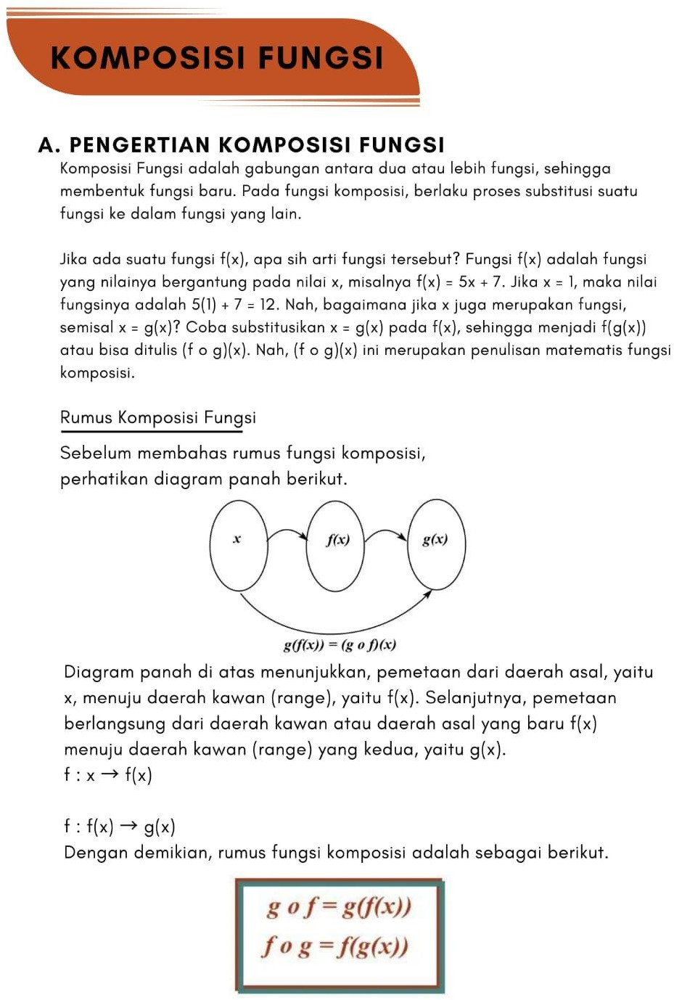 KOMPOSISI FUNGSI
A. PENGERTIAN KOMPOSISI FUNGSI
Komposisi Fungsi adalah gabungan antara dua atau lebih fungsi, sehingga
membentuk fungsi baru. Pada fungsi komposisi, berlaku proses substitusi suatu
fungsi ke dalam fungsi yang lain.
Jika ada suatu fungsi f(x), apa sih arti fungsi tersebut? Fungsi f(x) adalah fungsi
yang nilainya bergantung pada nilai x, misalnya f(x) = 5x + 7. Jika x = 1, maka nilai
fungsinya adalah 5(1) + 7 = 12. Nah, bagaimana jika x juga merupakan fungsi,
semisal x = g(x)? Coba substitusikan x = g(x) pada f(x), sehingga menjadi f(g(x))
atau bisa ditulis (f o g)(x). Nah, (f o g)(x) ini merupakan penulisan matematis fungsi
komposisi.
Rumus Komposisi Fungsi
Sebelum membahas rumus fungsi komposisi,
perhatikan diagram panah berikut.
x f(x) g(x)
g(f(x)) = (g o f)(x)
Diagram panah di atas menunjukkan, pemetaan dari daerah asal, yaitu
x, menuju daerah kawan (range), yaitu f(x). Selanjutnya, pemetaan
berlangsung dari daerah kawan atau daerah asal yang baru f(x)
menuju daerah kawan (range) yang kedua, yaitu g(x).
f : x → f(x)
f : f(x) → g(x)
Dengan demikian, rumus fungsi komposisi adalah sebagai berikut.
g o f = g(f(x))
f o g = f(g(x))